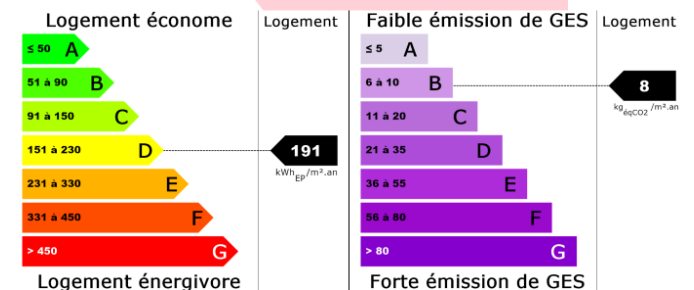 Logement économe
Logement
≤ 50 A
51 à 90 B
91 à 150 C
151 à 230 D
231 à 330 E
331 à 450 F
> 450 G
191
kWhEP/m².an
Logement énergivore
Faible émission de GES
Logement
≤ 5 A
6 à 10 B
11 à 20 C
21 à 35 D
36 à 55 E
56 à 80 F
> 80 G
8
kgéqCO2/m².an
Forte émission de GES